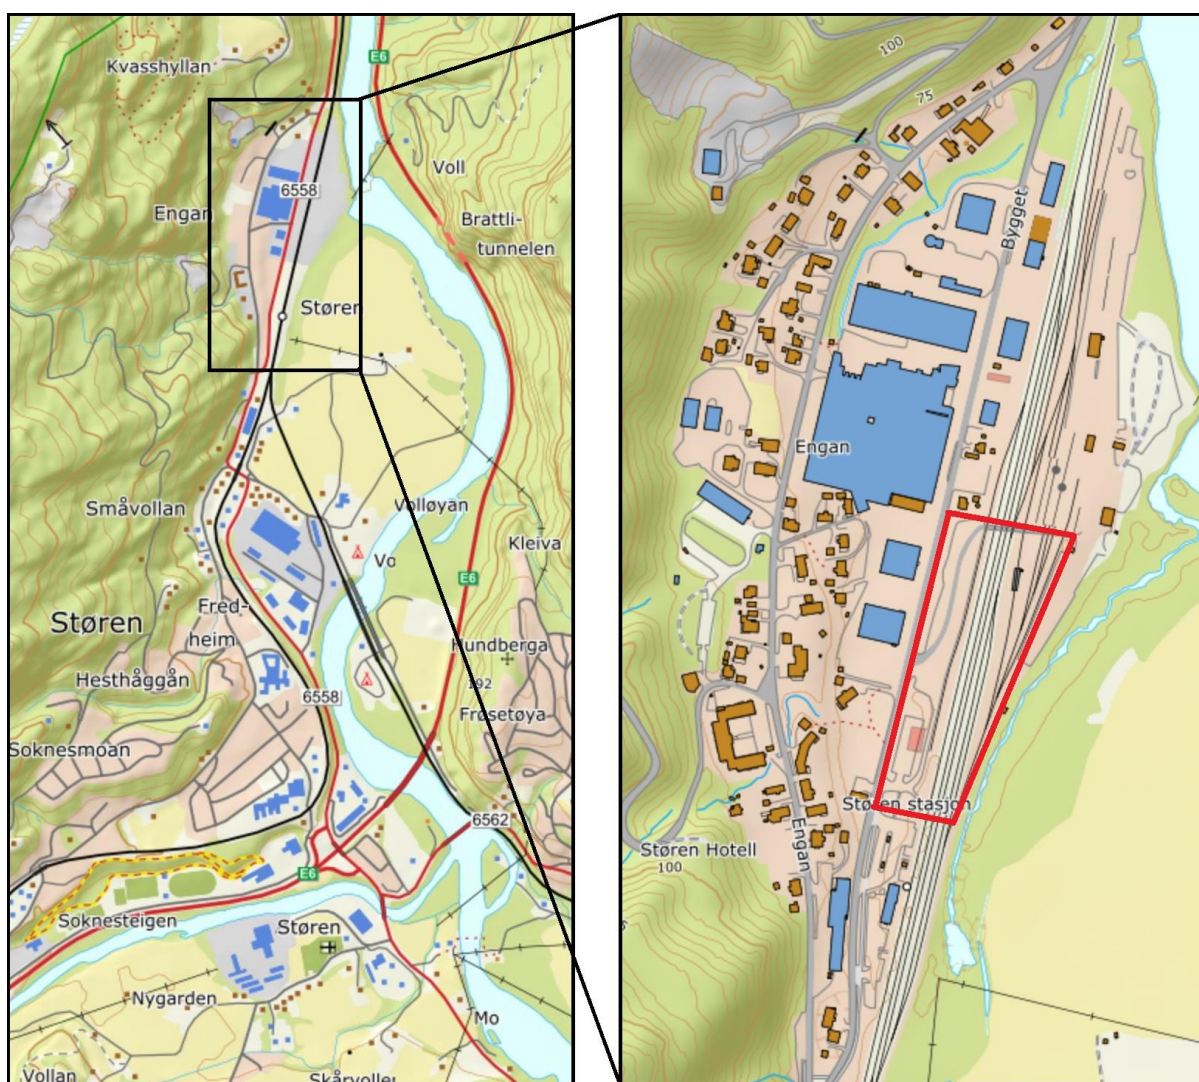 Kvasshyllan
E6
Voll
6558
Engan
Brattli-
tunnelen
Støren
Småvollan
Volløyan
Vo
Kleiva
E6
Fred-
heim
Støren
Hundberga
192
Hesthåggån
6558
Frøsetøya
Soknesmoan
6562
E6
Soknesteigen
Støren
Nygarden
Mo
Vollan
Skårvoller
100
75
Bygget
Engan
Støren stasjon
Engan
Støren Hotell
100